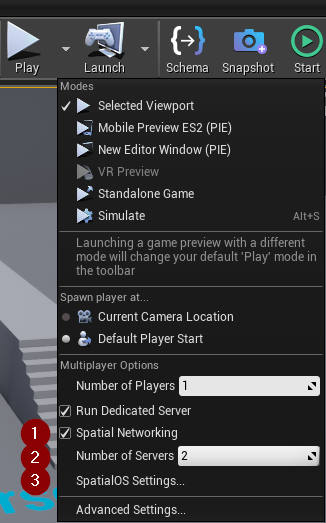 Play
Launch
Schema
Snapshot
Start
Modes
Selected Viewport
Mobile Preview ES2 (PIE)
New Editor Window (PIE)
VR Preview
Standalone Game
Simulate Alt+S
Launching a game preview with a different
mode will change your default 'Play' mode in
the toolbar
Spawn player at...
Current Camera Location
Default Player Start
Multiplayer Options
Number of Players 1
Run Dedicated Server
1 Spatial Networking
2 Number of Servers 2
3 SpatialOS Settings...
Advanced Settings...